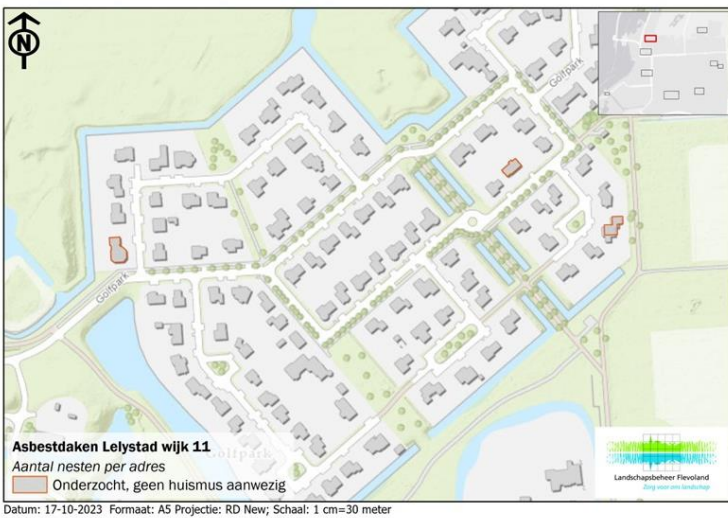 N
Golfpark
Golfpark
Asbestdaken Lelystad wijk 11
Golfpark
Aantal nesten per adres
Onderzocht, geen huismus aanwezig
Landschapsbeheer Flevoland
Zorg voor ons landschap
Datum: 17-10-2023 Formaat: A5 Projectie: RD New; Schaal: 1 cm=30 meter